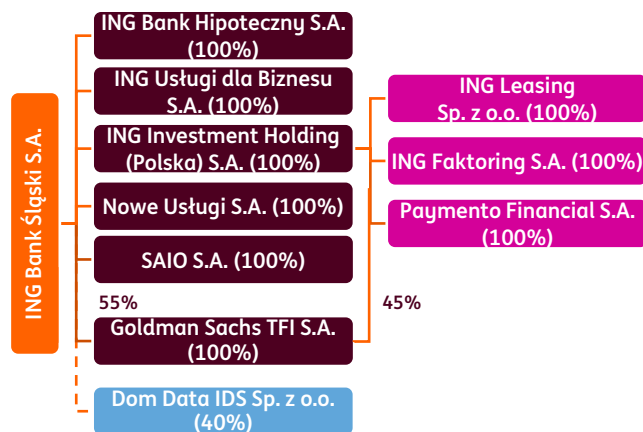 ING Bank Śląski S.A.
ING Bank Hipoteczny S.A.
(100%)
ING Usługi dla Biznesu
S.A. (100%)
ING Investment Holding
(Polska) S.A. (100%)
Nowe Usługi S.A. (100%)
SAIO S.A. (100%)
55%
Goldman Sachs TFI S.A.
(100%)
Dom Data IDS Sp. z o.o.
(40%)
ING Leasing
Sp. z o.o. (100%)
ING Faktoring S.A. (100%)
Paymento Financial S.A.
(100%)
45%